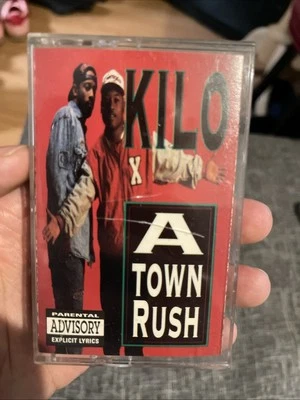 KILO
X
A
TOWN
RUSH
PARENTAL
ADVISORY
EXPLICIT LYRICS